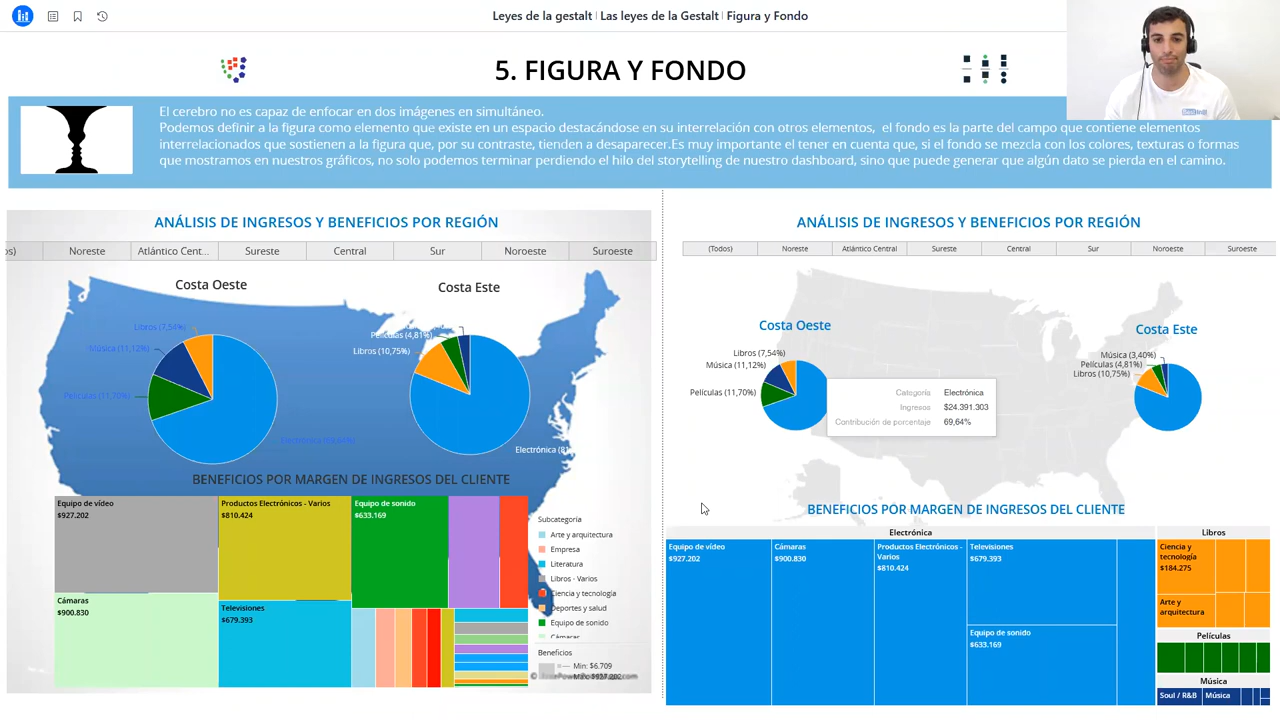 Leyes de la gestalt | Las leyes de la Gestalt | Figura y Fondo
5. FIGURA Y FONDO
El cerebro no es capaz de enfocar en dos imágenes en simultáneo.
Podemos definir a la figura como elemento que existe en un espacio destacándose en su interrelación con otros elementos, el fondo es la parte del campo que contiene elementos
interrelacionados que sostienen a la figura que, por su contraste, tienden a desaparecer.Es muy importante el tener en cuenta que, si el fondo se mezcla con los colores, texturas o formas
que mostramos en nuestros gráficos, no solo podemos terminar perdiendo el hilo del storytelling de nuestro dashboard, sino que puede generar que algún dato se pierda en el camino.
ANÁLISIS DE INGRESOS Y BENEFICIOS POR REGIÓN
os) Noreste Atlántico Cent... Sureste Central Sur Noroeste Suroeste
Costa Oeste
Costa Este
Libros (7,54%)
Música (11,12%)
Películas (11,70%)
Películas (4,81%)
Libros (10,75%)
Electrónica (81
BENEFICIOS POR MARGEN DE INGRESOS DEL CLIENTE
Equipo de vídeo
$927.202
Productos Electrónicos - Varios
$810.424
Equipo de sonido
$633.169
Cámaras
$900.830
Televisiones
$679.393
Subcategoría
Arte y arquitectura
Empresa
Literatura
Libros - Varios
Ciencia y tecnología
Deportes y salud
Equipo de sonido
Cámaras
Beneficios
Min: $6.709
Máx: $927.202
ANÁLISIS DE INGRESOS Y BENEFICIOS POR REGIÓN
(Todos) Noreste Atlántico Central Sureste Central Sur Noroeste Suroeste
Costa Oeste
Costa Este
Libros (7,54%)
Música (11,12%)
Películas (11,70%)
Categoría Electrónica
Ingresos $24.391.303
Contribución de porcentaje 69,64%
Música (3,40%)
Películas (4,81%)
Libros (10,75%)
BENEFICIOS POR MARGEN DE INGRESOS DEL CLIENTE
Electrónica
Equipo de vídeo
$927.202
Cámaras
$900.830
Productos Electrónicos -
Varios
$810.424
Televisiones
$679.393
Equipo de sonido
$633.169
Libros
Ciencia y
tecnología
$184.275
Arte y
arquitectura
Películas
Música
Soul / R&B
Música